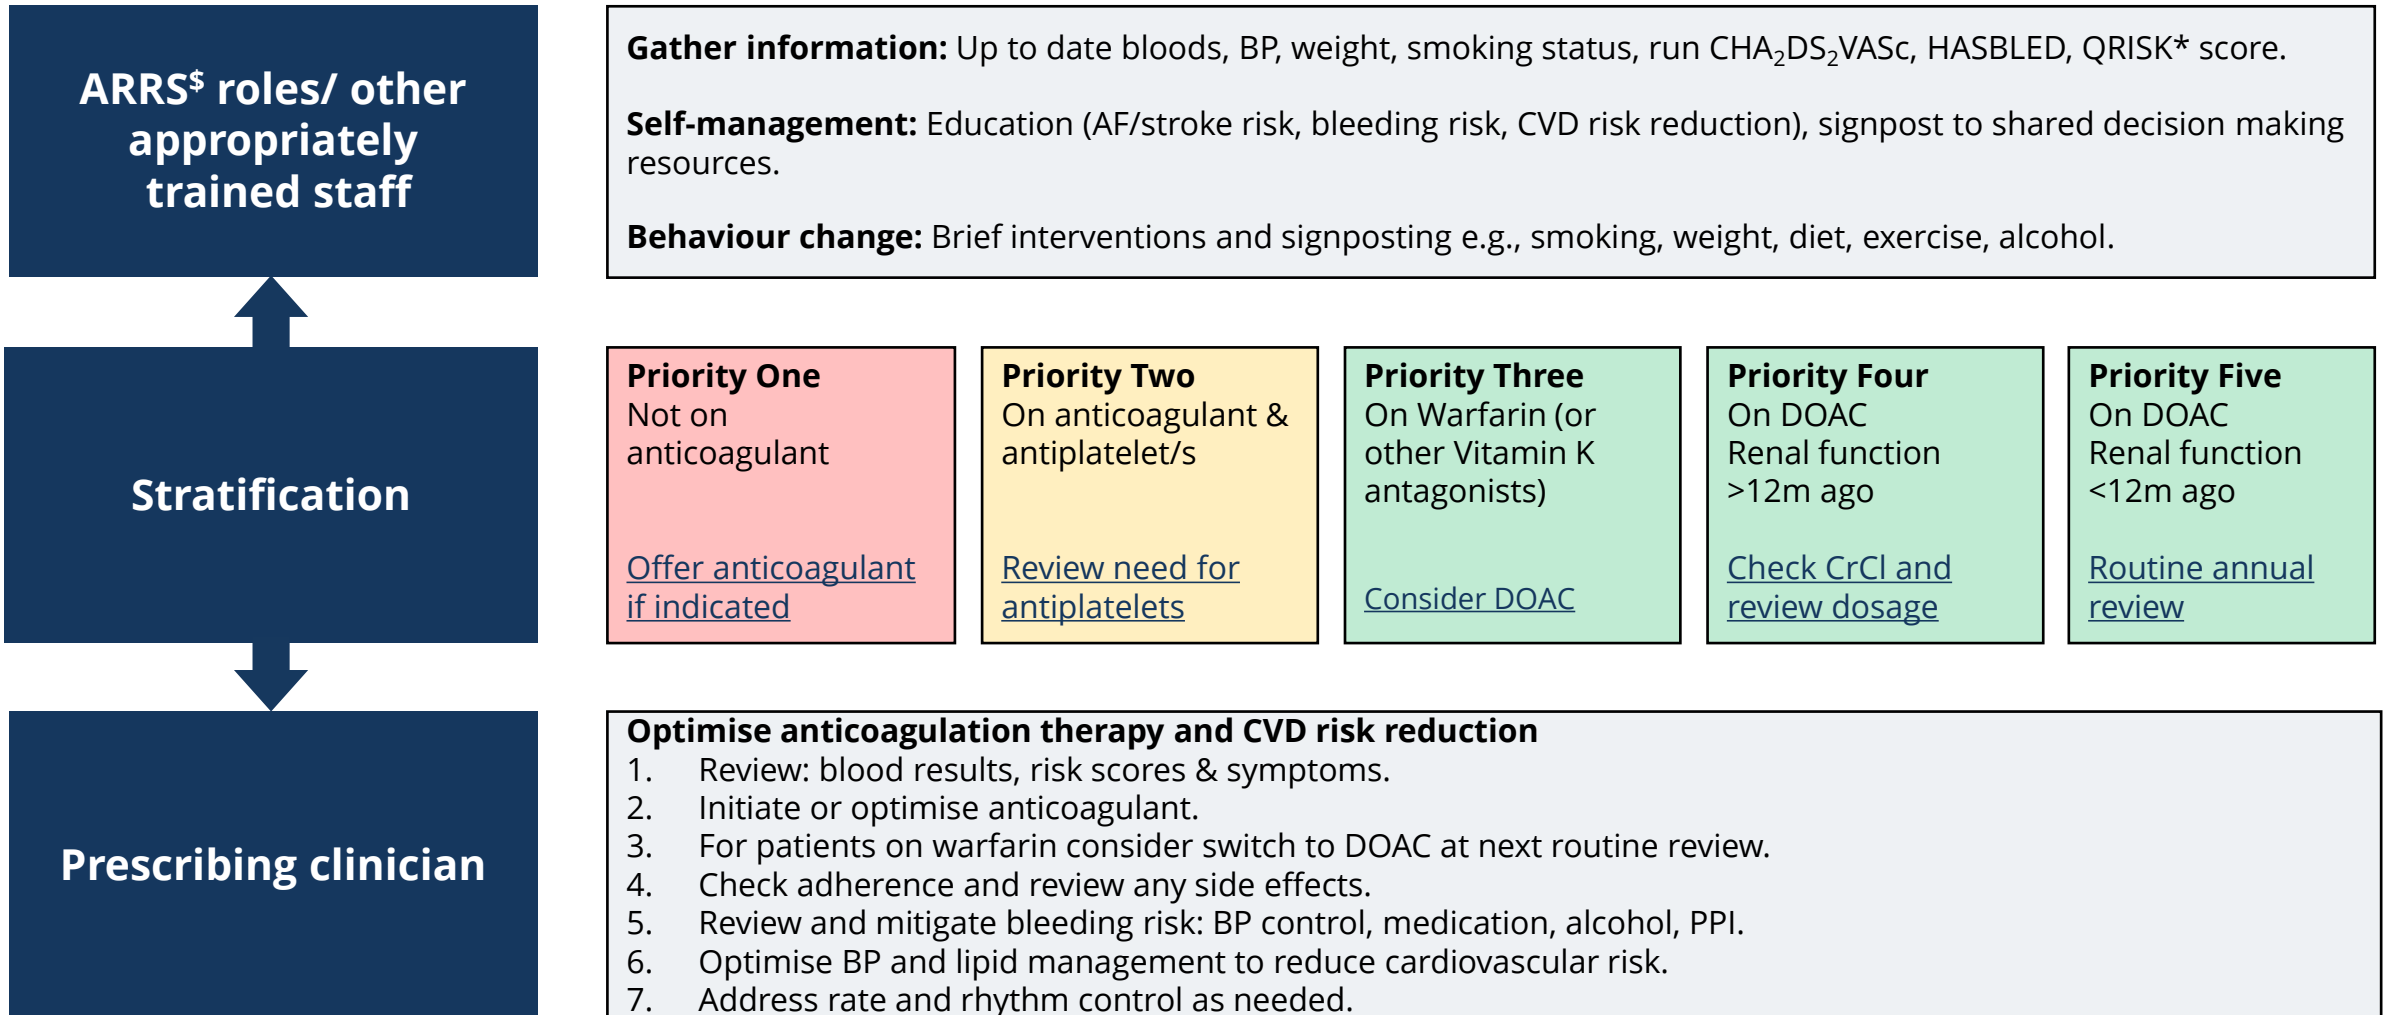 ARRS$ roles/ other
appropriately
trained staff
Gather information: Up to date bloods, BP, weight, smoking status, run CHA2DS2VASc, HASBLED, QRISK* score.
Self-management: Education (AF/stroke risk, bleeding risk, CVD risk reduction), signpost to shared decision making
resources.
Behaviour change: Brief interventions and signposting e.g., smoking, weight, diet, exercise, alcohol.
Stratification
Priority One
Not on
anticoagulant
Offer anticoagulant
if indicated
Priority Two
On anticoagulant &
antiplatelet/s
Review need for
antiplatelets
Priority Three
On Warfarin (or
other Vitamin K
antagonists)
Consider DOAC
Priority Four
On DOAC
Renal function
>12m ago
Check CrCl and
review dosage
Priority Five
On DOAC
Renal function
<12m ago
Routine annual
review
Prescribing clinician
Optimise anticoagulation therapy and CVD risk reduction
1. Review: blood results, risk scores & symptoms.
2. Initiate or optimise anticoagulant.
3. For patients on warfarin consider switch to DOAC at next routine review.
4. Check adherence and review any side effects.
5. Review and mitigate bleeding risk: BP control, medication, alcohol, PPI.
6. Optimise BP and lipid management to reduce cardiovascular risk.
7. Address rate and rhythm control as needed.